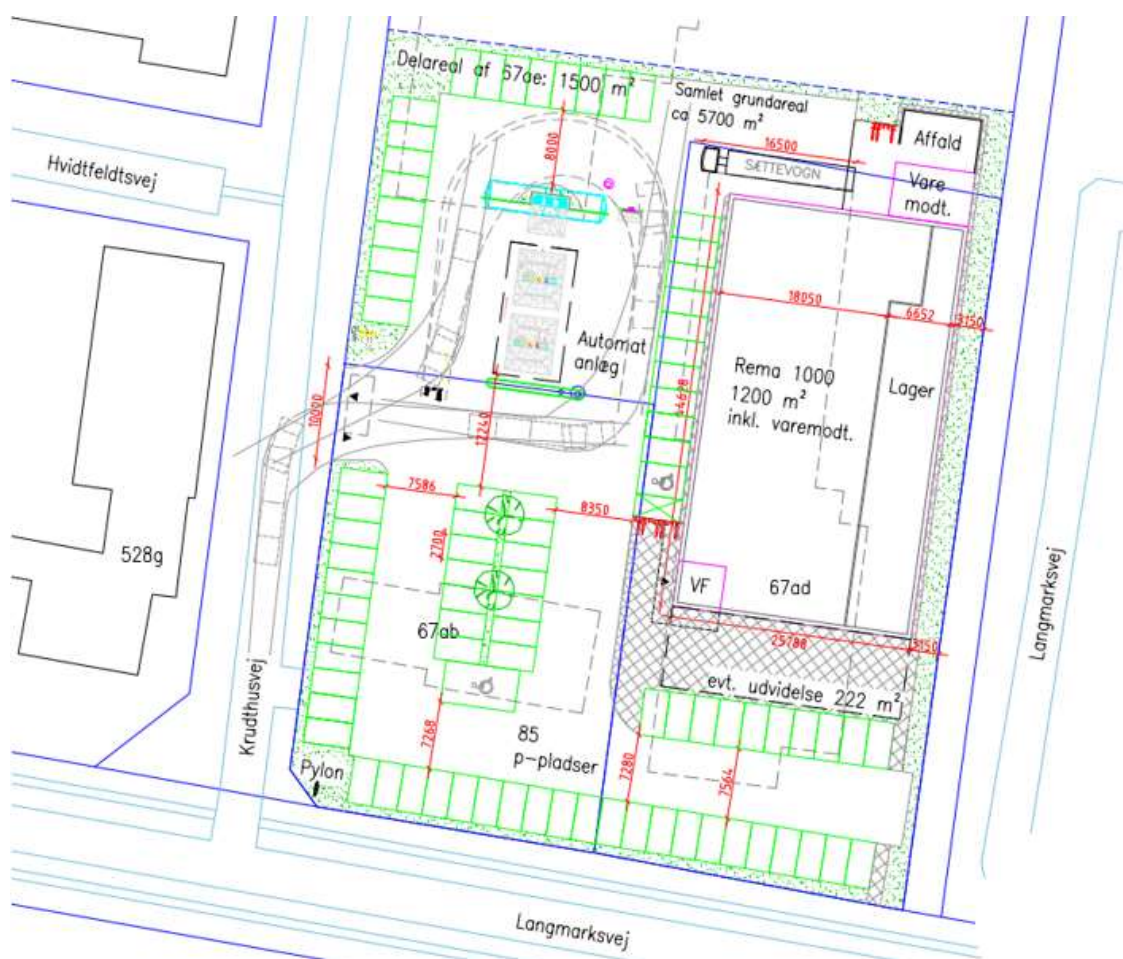 Delareal af 67ae: 1500 m²
Samlet grundareal
ca 5700 m²
16500
SÆTTEVOGN
Affald
Vare
modt.
Hvidtfeldtsvej
8000
18050
6652
3150
Automat
anlæg
Rema 1000
1200 m²
inkl. varemodt.
Lager
44628
10000
12240
7586
8350
2700
528g
VF
67ad
67ab
25788
3150
evt. udvidelse 222 m²
Krudthusvej
Langmarksvej
7268
85
p-pladser
7280
7564
Pylon
Langmarksvej